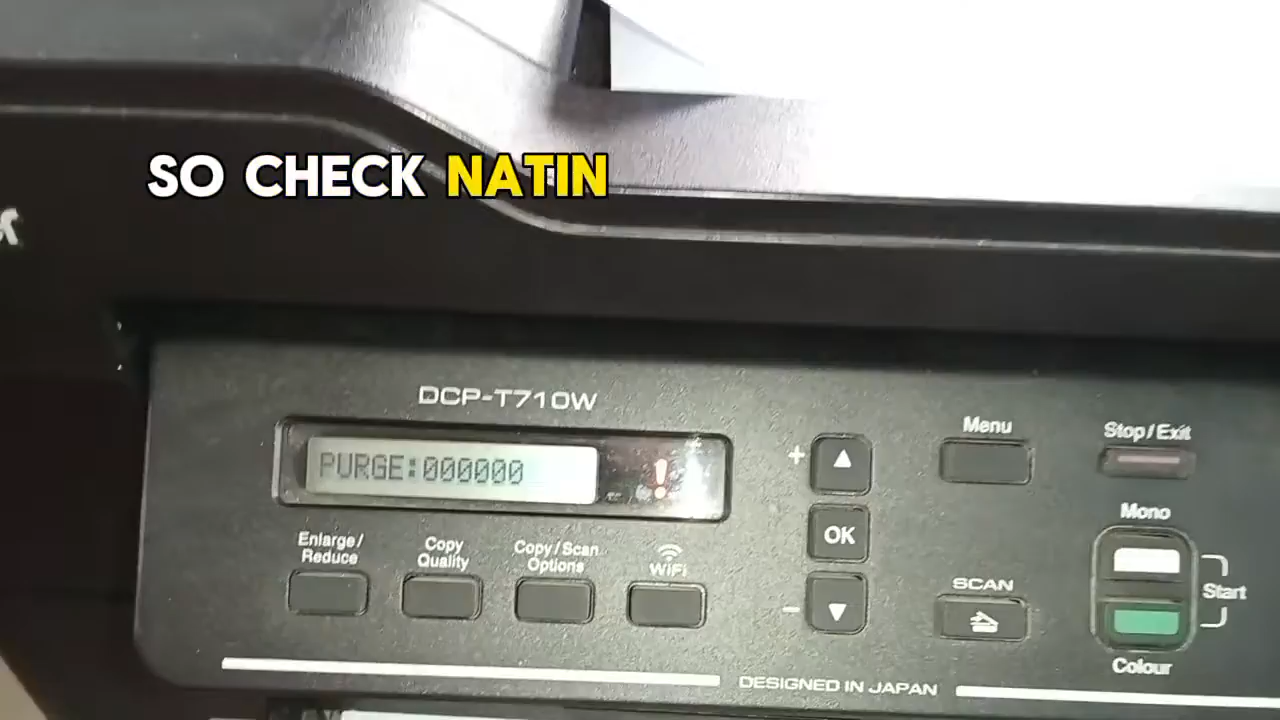 SO CHECK NATIN
DCP-T710W
PURGE:000000
Enlarge/
Reduce
Copy
Quality
Copy/Scan
Options
WiFi
+
OK
-
Menu
Stop/Exit
Mono
SCAN
Start
Colour
DESIGNED IN JAPAN